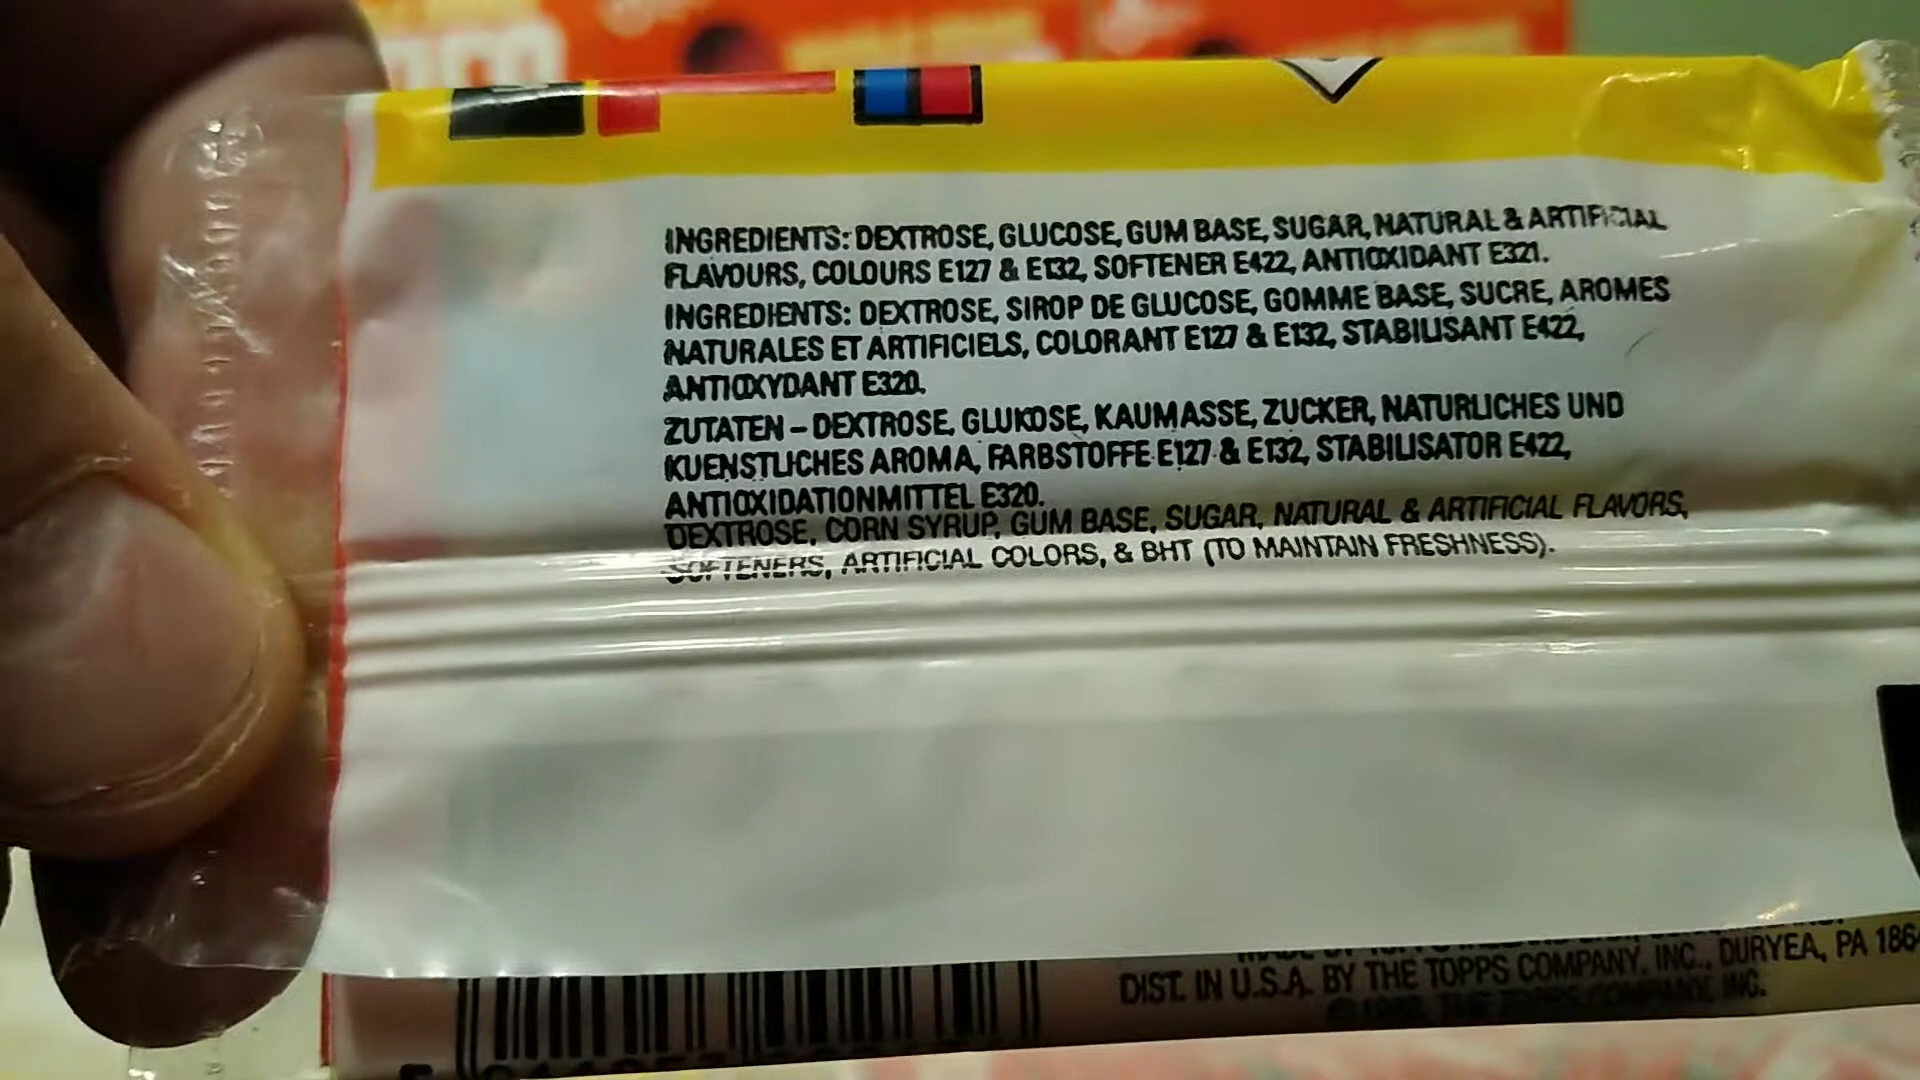 INGREDIENTS: DEXTROSE, GLUCOSE, GUM BASE, SUGAR, NATURAL & ARTIFICIAL
FLAVOURS, COLOURS E127 & E132, SOFTENER E422, ANTIOXIDANT E321.
INGREDIENTS: DEXTROSE, SIROP DE GLUCOSE, GOMME BASE, SUCRE, AROMES
NATURALES ET ARTIFICIELS, COLORANT E127 & E132, STABILISANT E422,
ANTIOXYDANT E320.
ZUTATEN – DEXTROSE, GLUKOSE, KAUMASSE, ZUCKER, NATURLICHES UND
KUENSTLICHES AROMA, FARBSTOFFE E127 & E132, STABILISATOR E422,
ANTIOXIDATIONMITTEL E320.
DEXTROSE, CORN SYRUP, GUM BASE, SUGAR, NATURAL & ARTIFICIAL FLAVORS,
SOFTENERS, ARTIFICIAL COLORS, & BHT (TO MAINTAIN FRESHNESS).
DIST. IN U.S.A. BY THE TOPPS COMPANY, INC., DURYEA, PA
THE TOPPS COMPANY, INC.